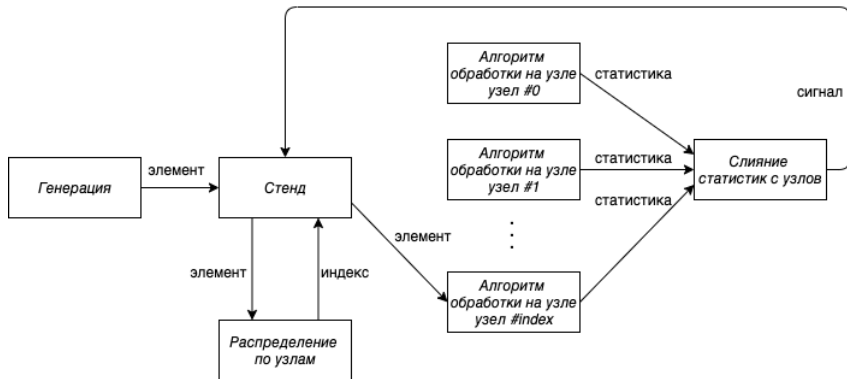 Алгоритм
обработки на узле
узел #0
статистика
сигнал
Генерация
элемент
Стенд
Алгоритм
обработки на узле
узел #1
статистика
Слияние
статистик с узлов
статистика
элемент
элемент
индекс
Алгоритм
обработки на узле
узел #index
Распределение
по узлам